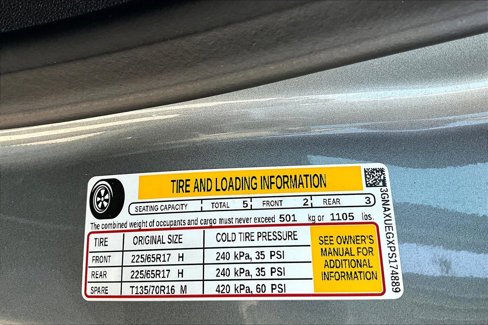 TIRE AND LOADING INFORMATION
SEATING CAPACITY TOTAL 5 FRONT 2 REAR 3
The combined weight of occupants and cargo must never exceed 501 kg or 1105 lbs.
TIRE ORIGINAL SIZE COLD TIRE PRESSURE
FRONT 225/65R17 H 240 kPa, 35 PSI
REAR 225/65R17 H 240 kPa, 35 PSI
SPARE T135/70R16 M 420 kPa, 60 PSI
SEE OWNER'S
MANUAL FOR
ADDITIONAL
INFORMATION
3GNAXUEGXPS174889